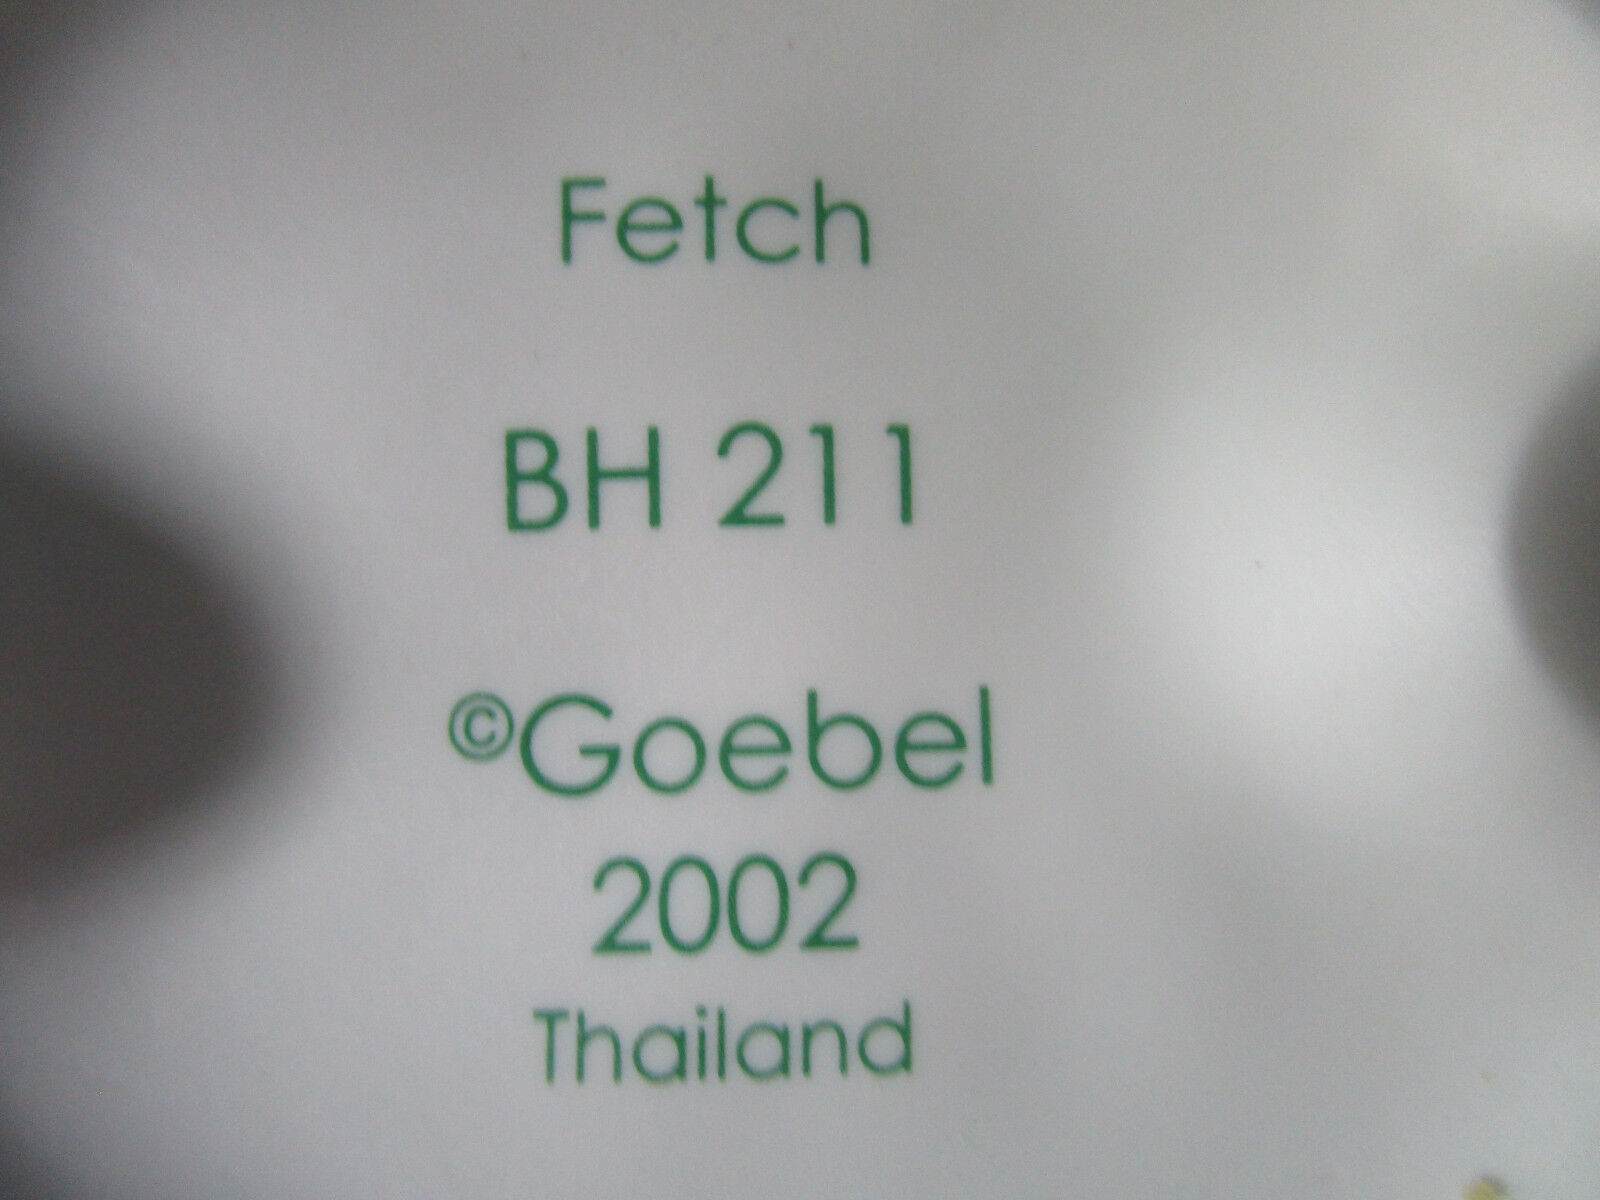 Fetch
BH 211
©Goebel
2002
Thailand